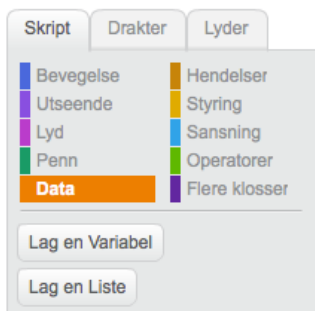 Skript Drakter Lyder
Bevegelse Hendelser
Utseende Styring
Lyd Sansning
Penn Operatorer
Data Flere klosser
Lag en Variabel
Lag en Liste